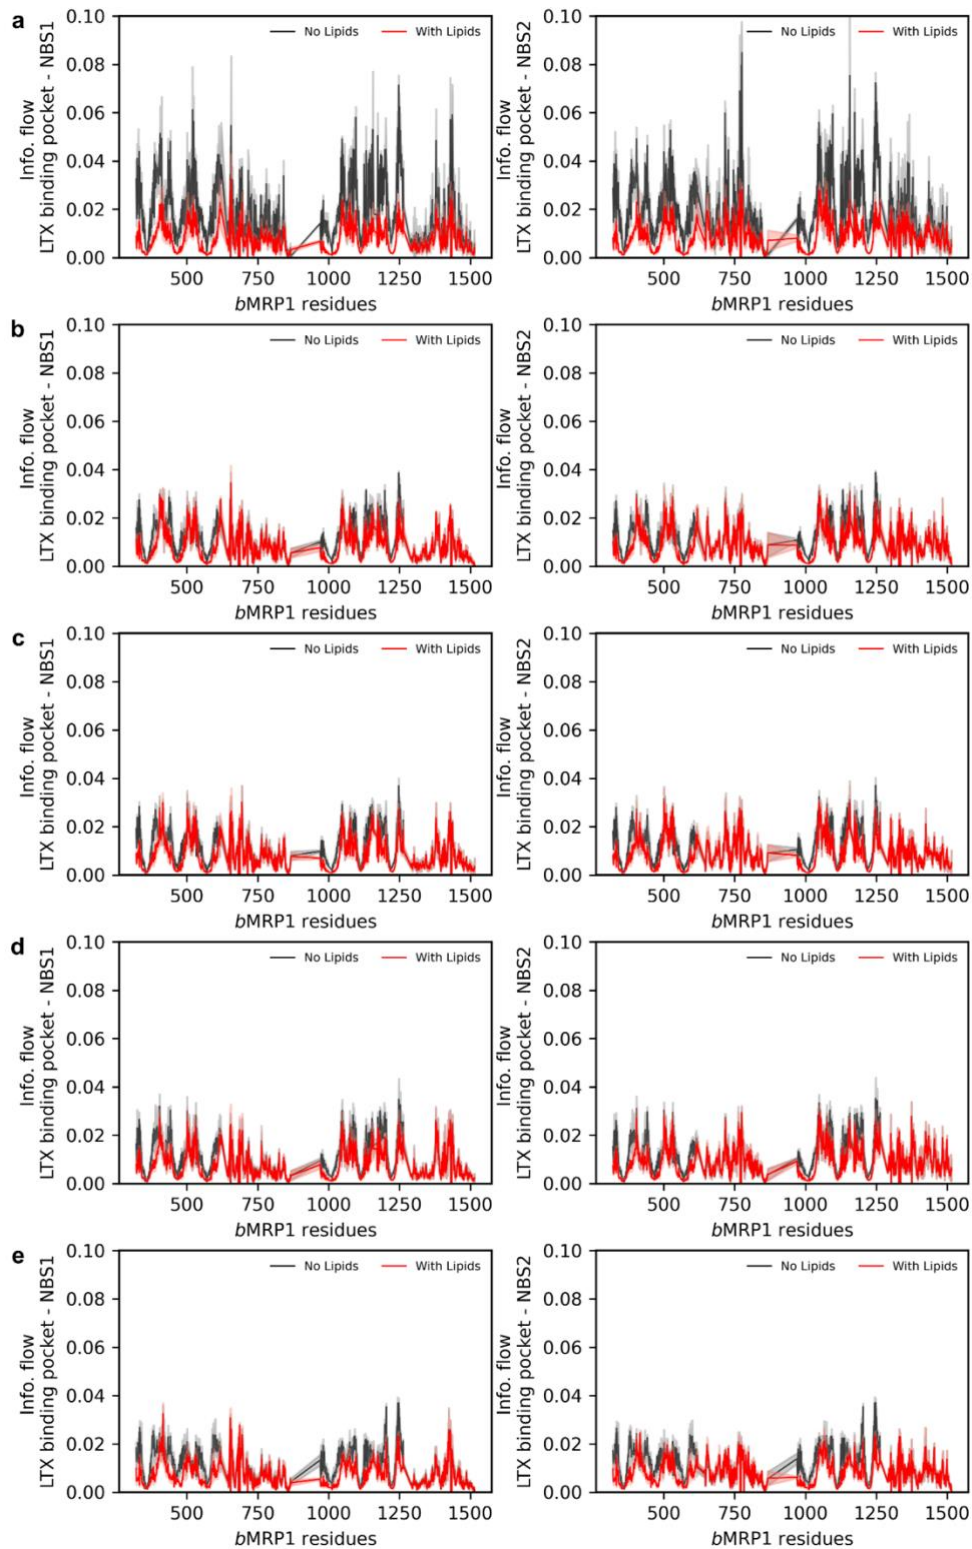 a
Info. flow
LTX binding pocket - NBS1
0.10
0.08
0.06
0.04
0.02
0.00
No Lipids
With Lipids
500
750
1000
1250
1500
bMRP1 residues
Info. flow
LTX binding pocket - NBS2
0.10
0.08
0.06
0.04
0.02
0.00
No Lipids
With Lipids
500
750
1000
1250
1500
bMRP1 residues
b
Info. flow
LTX binding pocket - NBS1
0.10
0.08
0.06
0.04
0.02
0.00
No Lipids
With Lipids
500
750
1000
1250
1500
bMRP1 residues
Info. flow
LTX binding pocket - NBS2
0.10
0.08
0.06
0.04
0.02
0.00
No Lipids
With Lipids
500
750
1000
1250
1500
bMRP1 residues
c
Info. flow
LTX binding pocket - NBS1
0.10
0.08
0.06
0.04
0.02
0.00
No Lipids
With Lipids
500
750
1000
1250
1500
bMRP1 residues
Info. flow
LTX binding pocket - NBS2
0.10
0.08
0.06
0.04
0.02
0.00
No Lipids
With Lipids
500
750
1000
1250
1500
bMRP1 residues
d
Info. flow
LTX binding pocket - NBS1
0.10
0.08
0.06
0.04
0.02
0.00
No Lipids
With Lipids
500
750
1000
1250
1500
bMRP1 residues
Info. flow
LTX binding pocket - NBS2
0.10
0.08
0.06
0.04
0.02
0.00
No Lipids
With Lipids
500
750
1000
1250
1500
bMRP1 residues
e
Info. flow
LTX binding pocket - NBS1
0.10
0.08
0.06
0.04
0.02
0.00
No Lipids
With Lipids
500
750
1000
1250
1500
bMRP1 residues
Info. flow
LTX binding pocket - NBS2
0.10
0.08
0.06
0.04
0.02
0.00
No Lipids
With Lipids
500
750
1000
1250
1500
bMRP1 residues